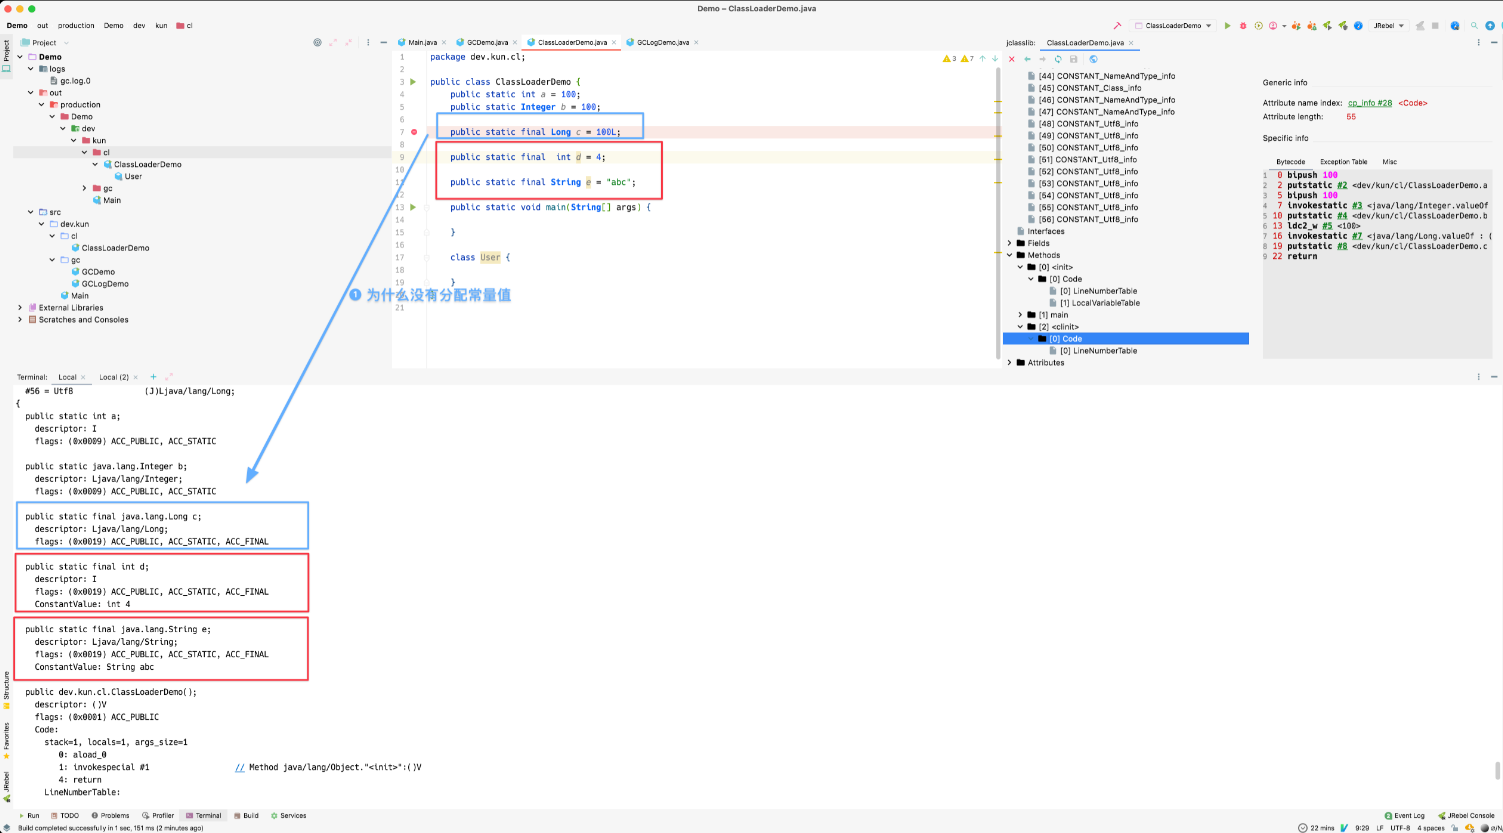 Demo – ClassLoaderDemo.java
Demo out production Demo dev kun cl
ClassLoaderDemo
JRebel
Project
Main.java
GCDemo.java
ClassLoaderDemo.java
GCLogDemo.java
jclasslib:
ClassLoaderDemo.java
Project
Demo
logs
gc.log.0
out
production
Demo
dev
kun
cl
ClassLoaderDemo
User
gc
Main
src
dev.kun
cl
ClassLoaderDemo
gc
GCDemo
GCLogDemo
Main
External Libraries
Scratches and Consoles
3 7
1 package dev.kun.cl;
2
3 public class ClassLoaderDemo {
4 public static int a = 100;
5 public static Integer b = 100;
6
7 public static final Long c = 100L;
8
9 public static final  int d = 4;
10
11 public static final String e = "abc";
12
13 public static void main(String[] args) {
14
15 }
16
17 class User {
18
19 }
1 为什么没有分配常量值
21
[44] CONSTANT_NameAndType_info
[45] CONSTANT_Class_info
[46] CONSTANT_NameAndType_info
[47] CONSTANT_NameAndType_info
[48] CONSTANT_Utf8_info
[49] CONSTANT_Utf8_info
[50] CONSTANT_Utf8_info
[51] CONSTANT_Utf8_info
[52] CONSTANT_Utf8_info
[53] CONSTANT_Utf8_info
[54] CONSTANT_Utf8_info
[55] CONSTANT_Utf8_info
[56] CONSTANT_Utf8_info
Interfaces
Fields
Methods
[0] <init>
[0] Code
[0] LineNumberTable
[1] LocalVariableTable
[1] main
[2] <clinit>
[0] Code
[0] LineNumberTable
Attributes
Generic info
Attribute name index: cp_info #28 <Code>
Attribute length: 56
Specific info
Bytecode Exception Table Misc
1 0 bipush 100
2 2 putstatic #2 <dev/kun/cl/ClassLoaderDemo.a
3 5 bipush 100
4 7 invokestatic #3 <java/lang/Integer.valueOf
5 10 putstatic #4 <dev/kun/cl/ClassLoaderDemo.b
6 13 ldc2_w #5 <100>
7 16 invokestatic #7 <java/lang/Long.valueOf : (
8 19 putstatic #8 <dev/kun/cl/ClassLoaderDemo.c
9 22 return
Terminal: Local Local (2)
#56 = Utf8 (J)Ljava/lang/Long;
{
public static int a;
descriptor: I
flags: (0x0009) ACC_PUBLIC, ACC_STATIC
public static java.lang.Integer b;
descriptor: Ljava/lang/Integer;
flags: (0x0009) ACC_PUBLIC, ACC_STATIC
public static final java.lang.Long c;
descriptor: Ljava/lang/Long;
flags: (0x0019) ACC_PUBLIC, ACC_STATIC, ACC_FINAL
public static final int d;
descriptor: I
flags: (0x0019) ACC_PUBLIC, ACC_STATIC, ACC_FINAL
ConstantValue: int 4
public static final java.lang.String e;
descriptor: Ljava/lang/String;
flags: (0x0019) ACC_PUBLIC, ACC_STATIC, ACC_FINAL
ConstantValue: String abc
public dev.kun.cl.ClassLoaderDemo();
descriptor: ()V
flags: (0x0001) ACC_PUBLIC
Code:
stack=1, locals=1, args_size=1
0: aload_0
1: invokespecial #1 // Method java/lang/Object."<init>":()V
4: return
LineNumberTable:
Structure
Favorites
JRebel
Run TODO Problems Profiler Terminal Build Services
Event Log JRebel Console
Build completed successfully in 1 sec, 151 ms (2 minutes ago)
22 mins 9:29 LF UTF-8 4 spaces